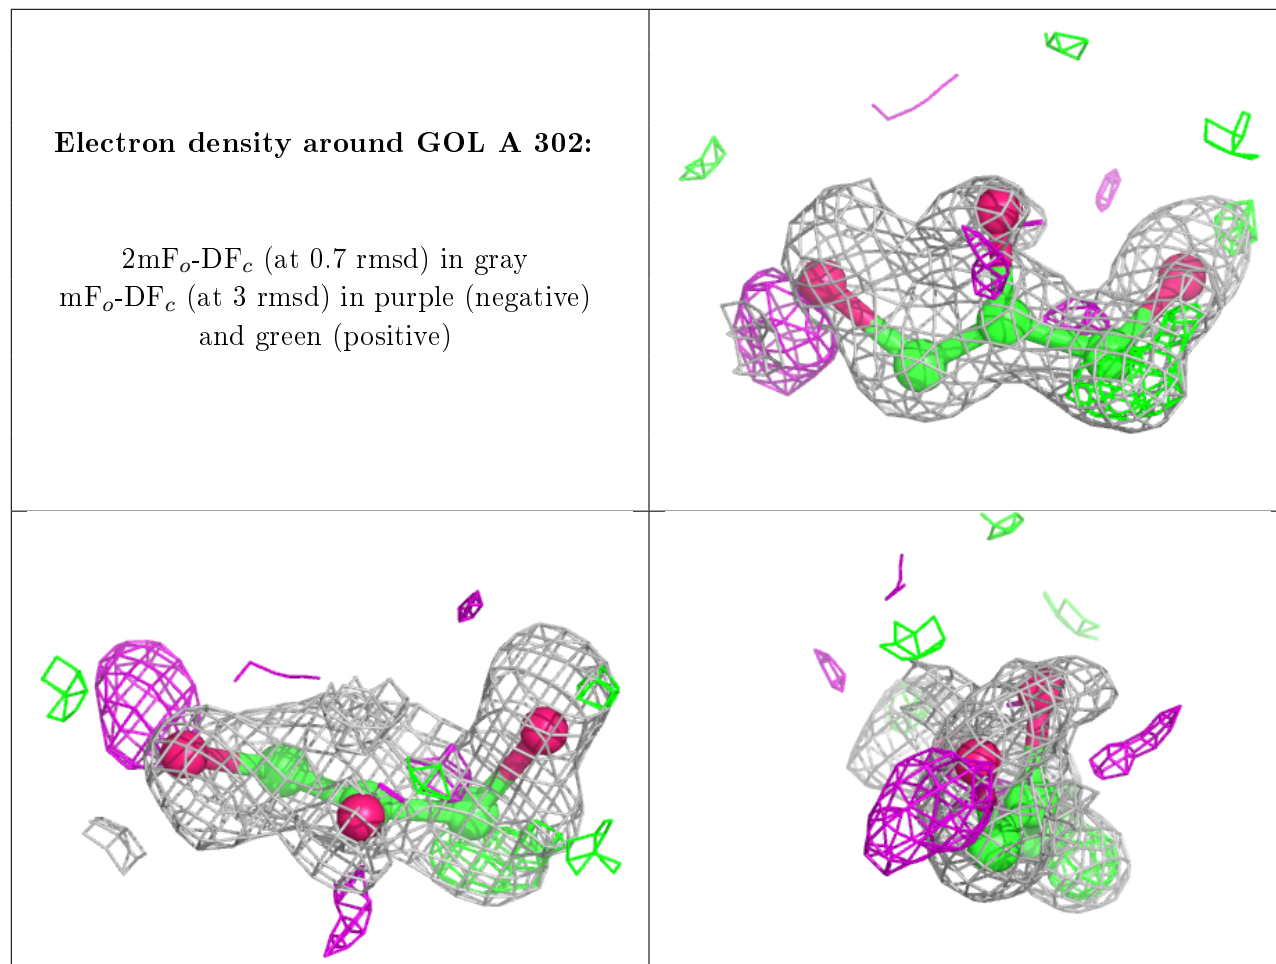 Electron density around GOL A 302:
2mFo-DFc (at 0.7 rmsd) in gray
mFo-DFc (at 3 rmsd) in purple (negative)
and green (positive)